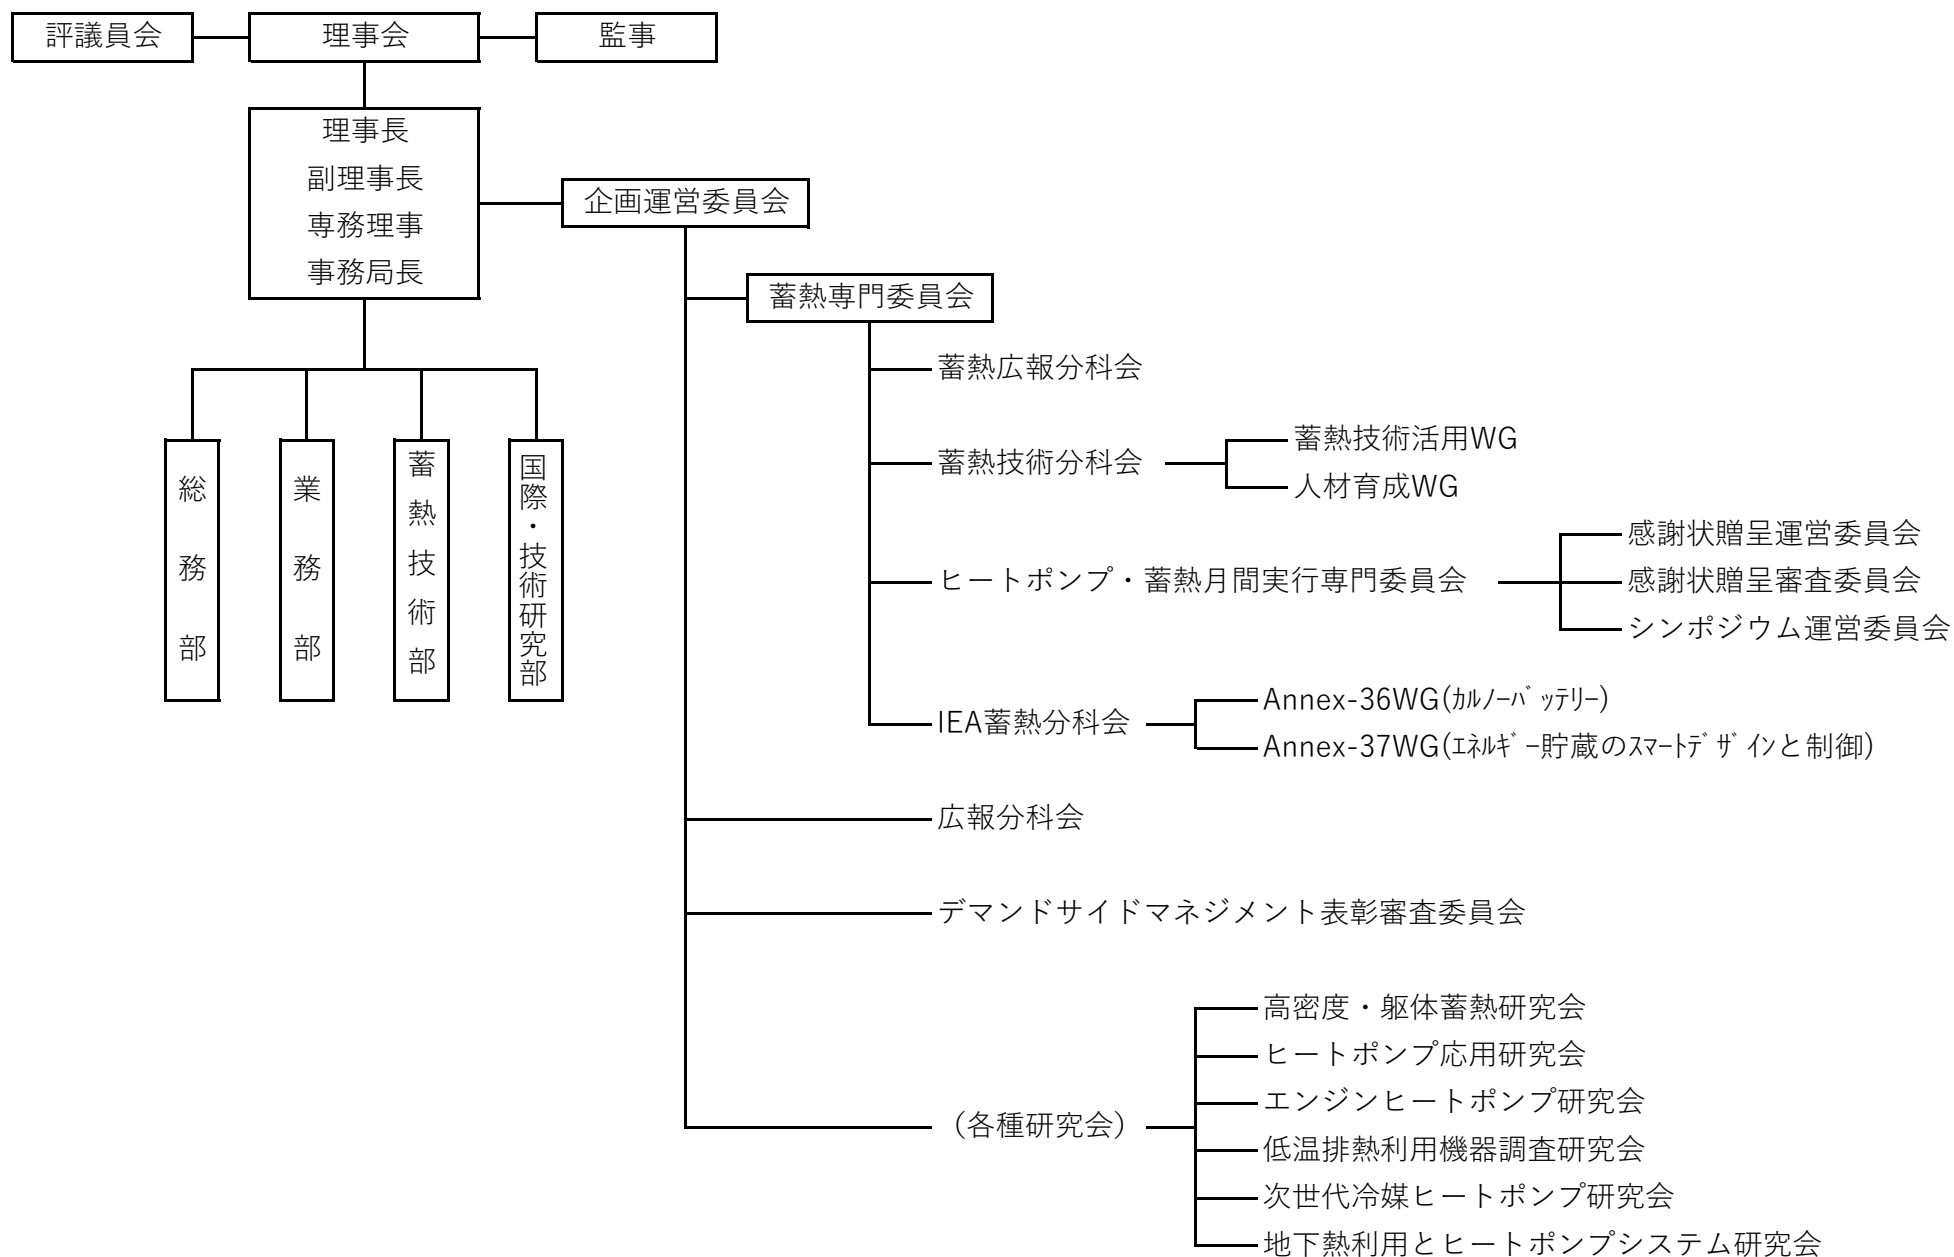 評議員会
理事会
監事
理事長
副理事長
専務理事
事務局長
企画運営委員会
蓄熱専門委員会
総務部
業務部
蓄熱技術部
国際・技術研究部
蓄熱広報分科会
蓄熱技術分科会
蓄熱技術活用WG
人材育成WG
ヒートポンプ・蓄熱月間実行専門委員会
感謝状贈呈運営委員会
感謝状贈呈審査委員会
シンポジウム運営委員会
IEA蓄熱分科会
Annex-36WG(ｶﾙﾉｰﾊﾞｯﾃﾘｰ)
Annex-37WG(ｴﾈﾙｷﾞｰ貯蔵のｽﾏｰﾄﾃﾞｻﾞｲﾝと制御)
広報分科会
デマンドサイドマネジメント表彰審査委員会
（各種研究会）
高密度・躯体蓄熱研究会
ヒートポンプ応用研究会
エンジンヒートポンプ研究会
低温排熱利用機器調査研究会
次世代冷媒ヒートポンプ研究会
地下熱利用とヒートポンプシステム研究会